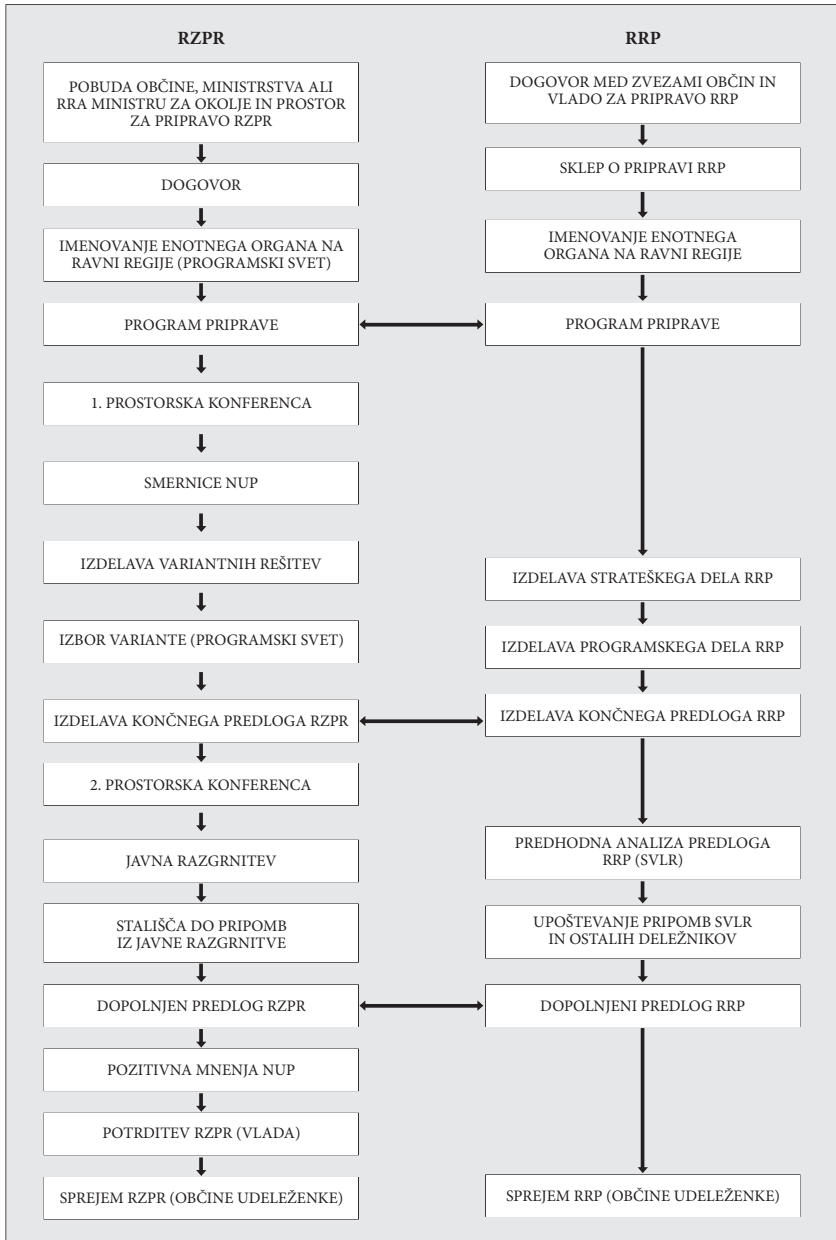 RZPR
POBUDA OBČINE, MINISTRSTVA ALI
RRA MINISTRU ZA OKOLJE IN PROSTOR
ZA PRIPRAVO RZPR
DOGOVOR
IMENOVANJE ENOTNEGA ORGANA NA
RAVNI REGIJE (PROGRAMSKI SVET)
PROGRAM PRIPRAVE
1. PROSTORSKA KONFERENCA
SMERNICE NUP
IZDELAVA VARIANTNIH REŠITEV
IZBOR VARIANTE (PROGRAMSKI SVET)
IZDELAVA KONČNEGA PREDLOGA RZPR
2. PROSTORSKA KONFERENCA
JAVNA RAZGRNITEV
STALIŠČA DO PRIPOMB
IZ JAVNE RAZGRNITVE
DOPOLNJEN PREDLOG RZPR
POZITIVNA MNENJA NUP
POTRDITEV RZPR (VLADA)
SPREJEM RZPR (OBČINE UDELEŽENKE)
RRP
DOGOVOR MED ZVEZAMI OBČIN IN
VLADO ZA PRIPRAVO RRP
SKLEP O PRIPRAVI RRP
IMENOVANJE ENOTNEGA
ORGANA NA RAVNI REGIJE
PROGRAM PRIPRAVE
IZDELAVA STRATEŠKEGA DELA RRP
IZDELAVA PROGRAMSKEGA DELA RRP
IZDELAVA KONČNEGA PREDLOGA RRP
PREDHODNA ANALIZA PREDLOGA
RRP (SVLR)
UPOŠTEVANJE PRIPOMB SVLR
IN OSTALIH DELEŽNIKOV
DOPOLNJENI PREDLOG RRP
SPREJEM RRP (OBČINE UDELEŽENKE)